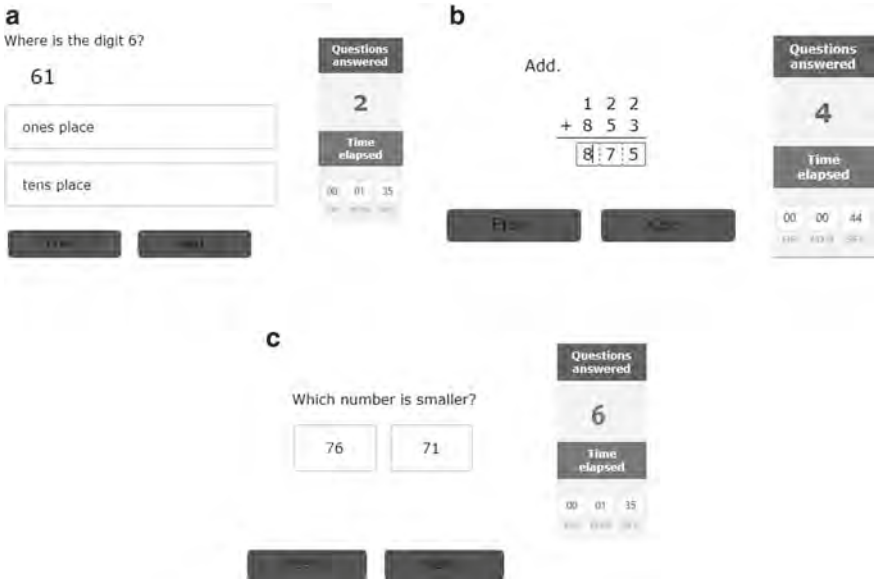 a
Where is the digit 6?
61
ones place
tens place
Questions
answered
2
Time
elapsed
00 01 35
b
Add.
1 2 2
+ 8 5 3
8 7 5
Questions
answered
4
Time
elapsed
00 00 44
c
Which number is smaller?
76 71
Questions
answered
6
Time
elapsed
00 01 35